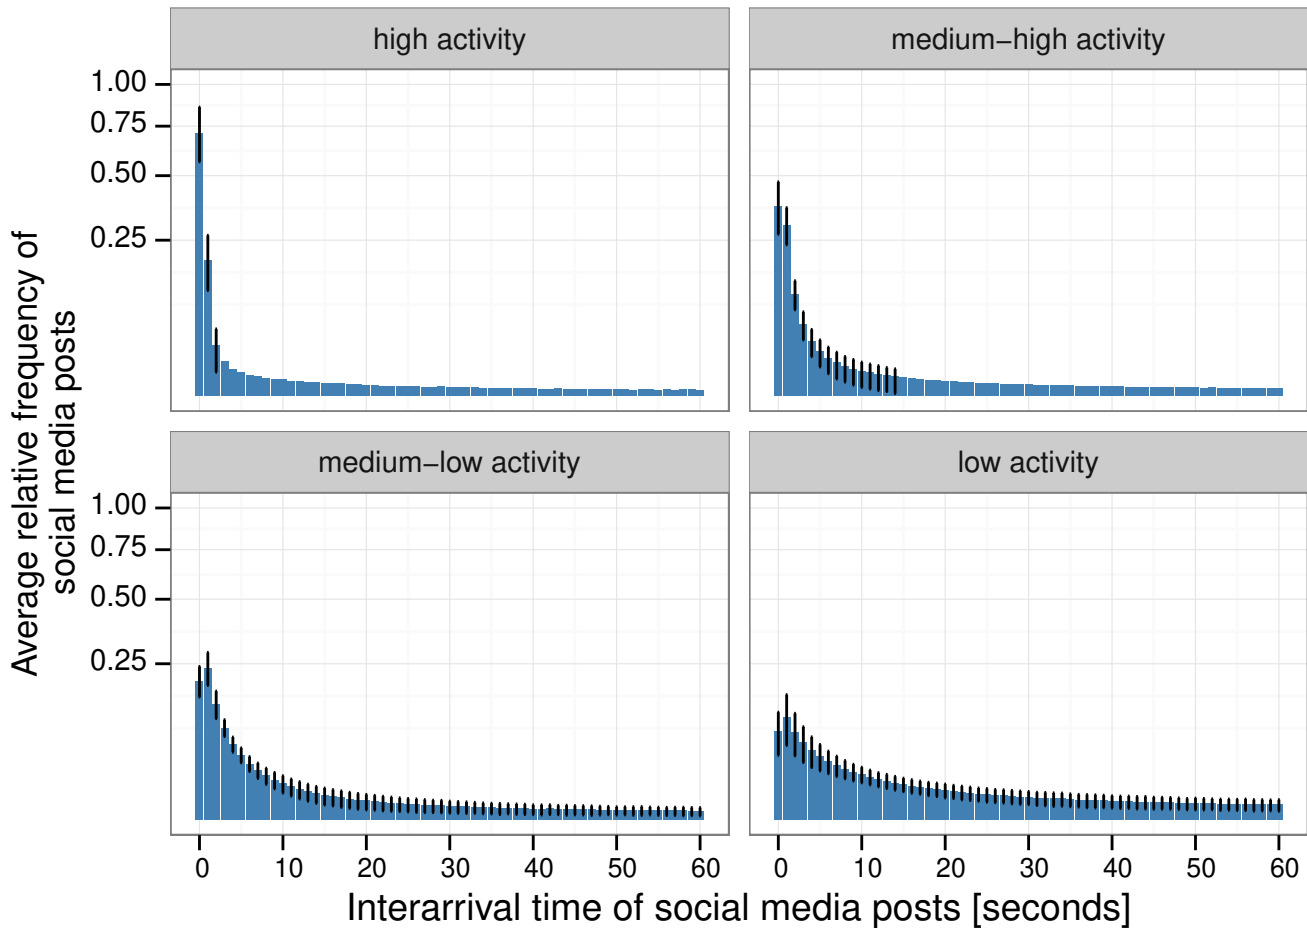 high activity
medium−high activity
1.00
0.75
0.50
0.25
medium−low activity
low activity
1.00
0.75
0.50
0.25
0 10 20 30 40 50 60
0 10 20 30 40 50 60
Interarrival time of social media posts [seconds]
Average relative frequency of
social media posts